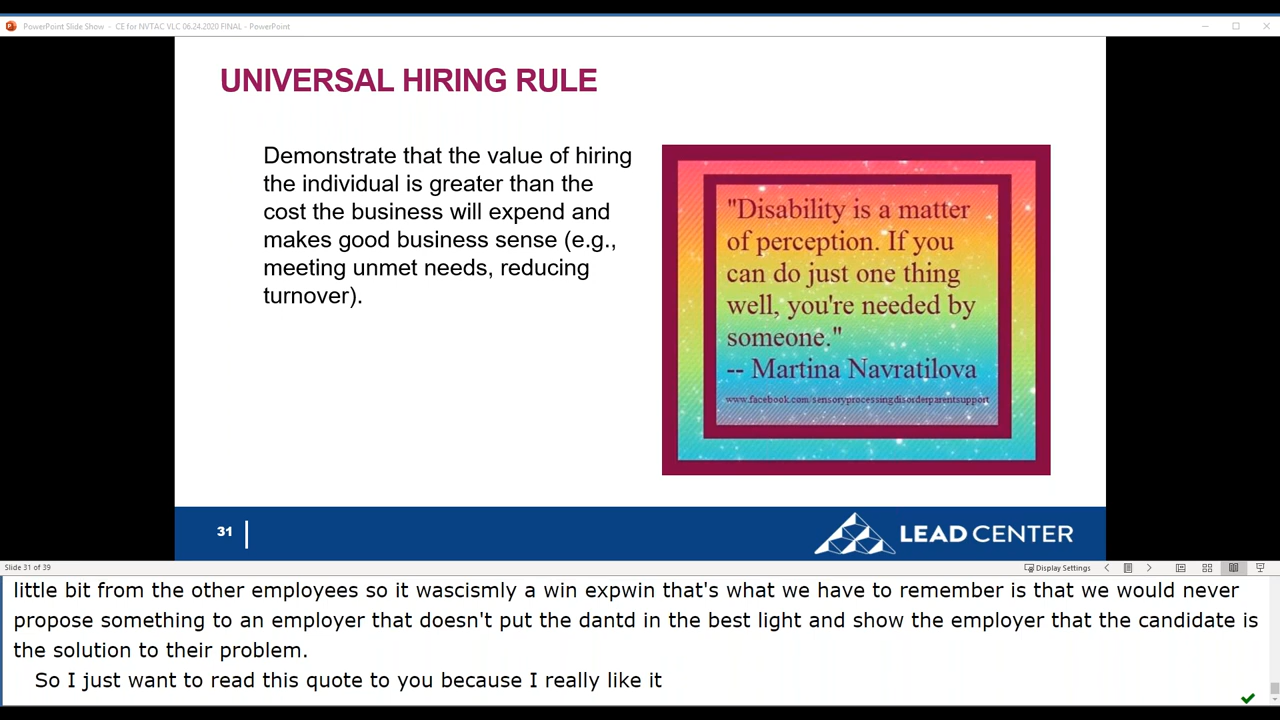 PowerPoint Slide Show - CE for NVTAC VLC 06.24.2020 FINAL - PowerPoint
UNIVERSAL HIRING RULE
Demonstrate that the value of hiring
the individual is greater than the
cost the business will expend and
makes good business sense (e.g.,
meeting unmet needs, reducing
turnover).
"Disability is a matter
of perception. If you
can do just one thing
well, you're needed by
someone."
-- Martina Navratilova
www.facebook.com/sensoryprocessingdisorderparentsupport
31
LEAD CENTER
Slide 31 of 39
Display Settings
little bit from the other employees so it wascismly a win expwin that's what we have to remember is that we would never
propose something to an employer that doesn't put the dantd in the best light and show the employer that the candidate is
the solution to their problem.
So I just want to read this quote to you because I really like it